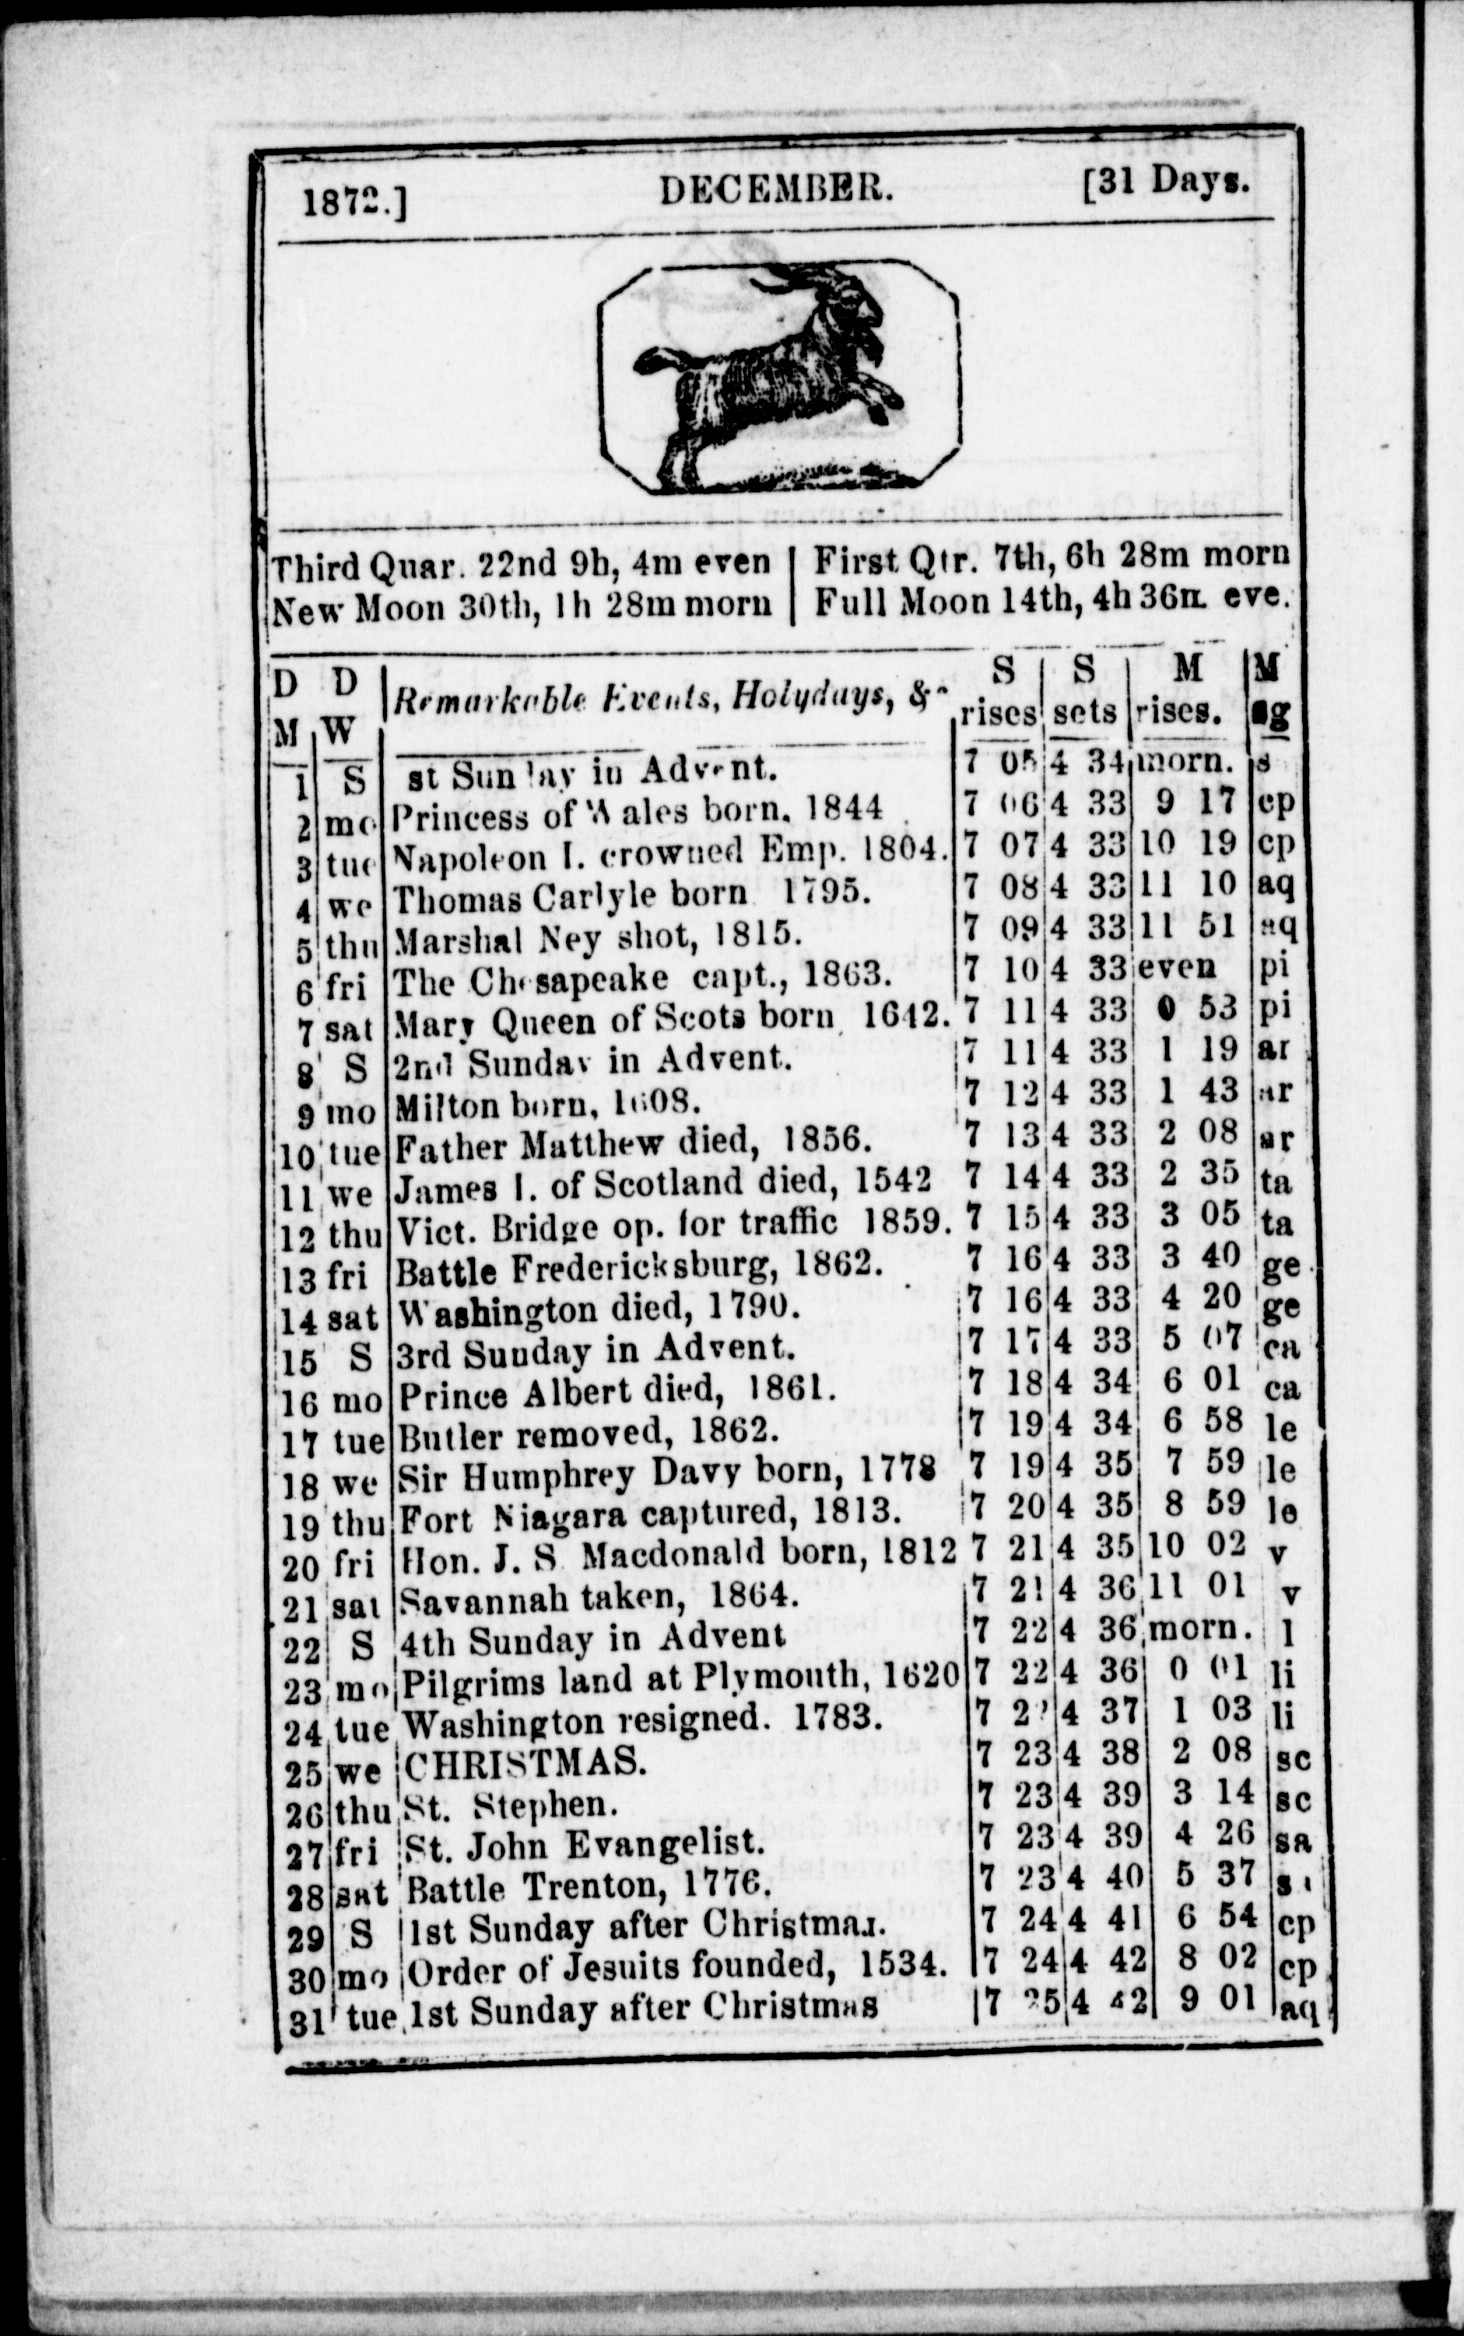 1872.] DECEMBER. [31 Days.
Third Quar. 22nd 9h, 4m even | First Qtr. 7th, 6h 28m morn
New Moon 30th, 1h 28m morn | Full Moon 14th, 4h 36m eve.
D M D W Remarkable Events, Holydays, &c S rises S sets M rises. M sg
1 S st Sunday in Advent. 7 05 4 34 morn. s
2 mo Princess of Wales born. 1844 7 06 4 33 9 17 cp
3 tue Napoleon I. crowned Emp. 1804. 7 07 4 33 10 19 cp
4 we Thomas Carlyle born 1795. 7 08 4 33 11 10 aq
5 thu Marshal Ney shot, 1815. 7 09 4 33 11 51 aq
6 fri The Chesapeake capt., 1863. 7 10 4 33 even pi
7 sat Mary Queen of Scots born 1642. 7 11 4 33 0 53 pi
8 S 2nd Sunday in Advent. 7 11 4 33 1 19 ar
9 mo Milton born, 1608. 7 12 4 33 1 43 ar
10 tue Father Matthew died, 1856. 7 13 4 33 2 08 ar
11 we James I. of Scotland died, 1542 7 14 4 33 2 35 ta
12 thu Vict. Bridge op. for traffic 1859. 7 15 4 33 3 05 ta
13 fri Battle Fredericksburg, 1862. 7 16 4 33 3 40 ge
14 sat Washington died, 1790. 7 16 4 33 4 20 ge
15 S 3rd Suuday in Advent. 7 17 4 33 5 07 ca
16 mo Prince Albert died, 1861. 7 18 4 34 6 01 ca
17 tue Butler removed, 1862. 7 19 4 34 6 58 le
18 we Sir Humphrey Davy born, 1778 7 19 4 35 7 59 le
19 thu Fort Niagara captured, 1813. 7 20 4 35 8 59 le
20 fri Hon. J. S Macdonald born, 1812 7 21 4 35 10 02 v
21 sat Savannah taken, 1864. 7 21 4 36 11 01 v
22 S 4th Sunday in Advent 7 22 4 36 morn. l
23 mo Pilgrims land at Plymouth, 1620 7 22 4 36 0 01 li
24 tue Washington resigned. 1783. 7 4 37 1 03 li
25 we CHRISTMAS. 7 23 4 38 2 08 sc
26 thu St. Stephen. 7 23 4 39 3 14 sc
27 fri St. John Evangelist. 7 23 4 39 4 26 sa
28 sat Battle Trenton, 1776. 7 23 4 40 5 37
29 S 1st Sunday after Christmas. 7 24 4 41 6 54 cp
30 mo Order of Jesuits founded, 1534. 7 24 4 42 8 02 cp
31 tue 1st Sunday after Christmas 7 25 4 42 9 01 aq